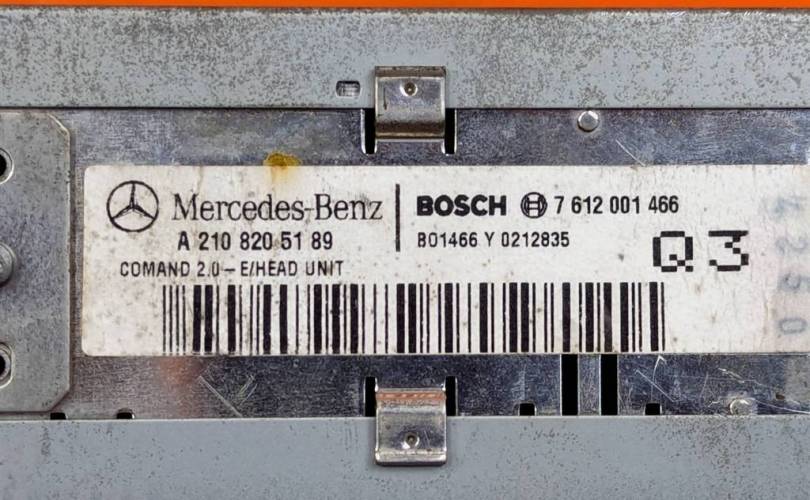 Mercedes-Benz
A 210 820 51 89
COMAND 2.0 – E/HEAD UNIT
BOSCH 7 612 001 466
B01466 Y 0212835
Q3